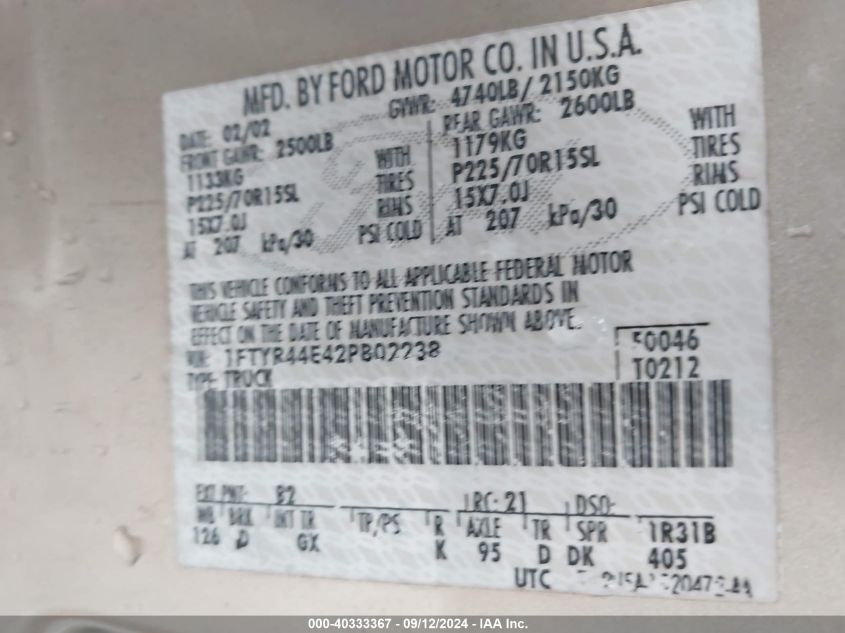 MFD. BY FORD MOTOR CO. IN U.S.A.
DATE: 02/02 GVWR: 4740LB/ 2150KG
FRONT GAWR: 2500LB REAR GAWR: 2600LB
1133KG WITH 1179KG WITH
P225/70R15SL TIRES P225/70R15SL TIRES
15X7.0J RIMS 15X7.0J RIMS
AT 207 kPa/30 PSI COLD AT 207 kPa/30 PSI COLD
THIS VEHICLE CONFORMS TO ALL APPLICABLE FEDERAL MOTOR
VEHICLE SAFETY AND THEFT PREVENTION STANDARDS IN
EFFECT ON THE DATE OF MANUFACTURE SHOWN ABOVE.
VIN: 1FTYR44E42PB02238 F0046
TYPE: TRUCK T0212
EXT PNT: B2 RC: 21 DSO:
WB BRK INT TR TP/PS R AXLE TR SPR 1R31B
126 D GX K 95 D DK 405
UTC
000-40333367 - 09/12/2024 - IAA Inc.